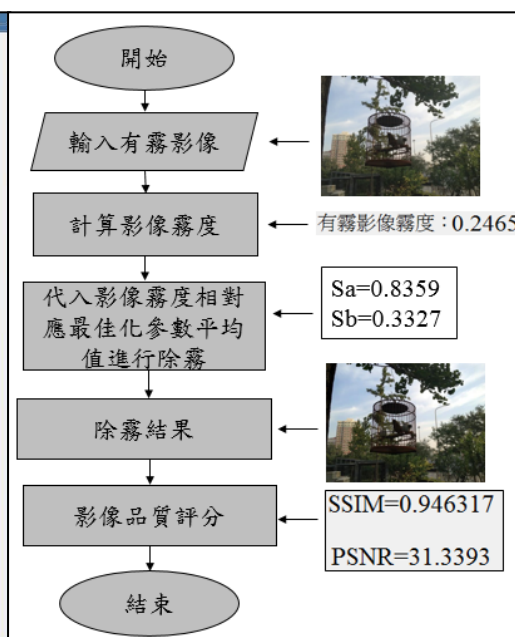 開始
輸入有霧影像
計算影像霧度
有霧影像霧度：0.2465
代入影像霧度相對
應最佳化參數平均
值進行除霧
Sa=0.8359
Sb=0.3327
除霧結果
影像品質評分
SSIM=0.946317
PSNR=31.3393
結束